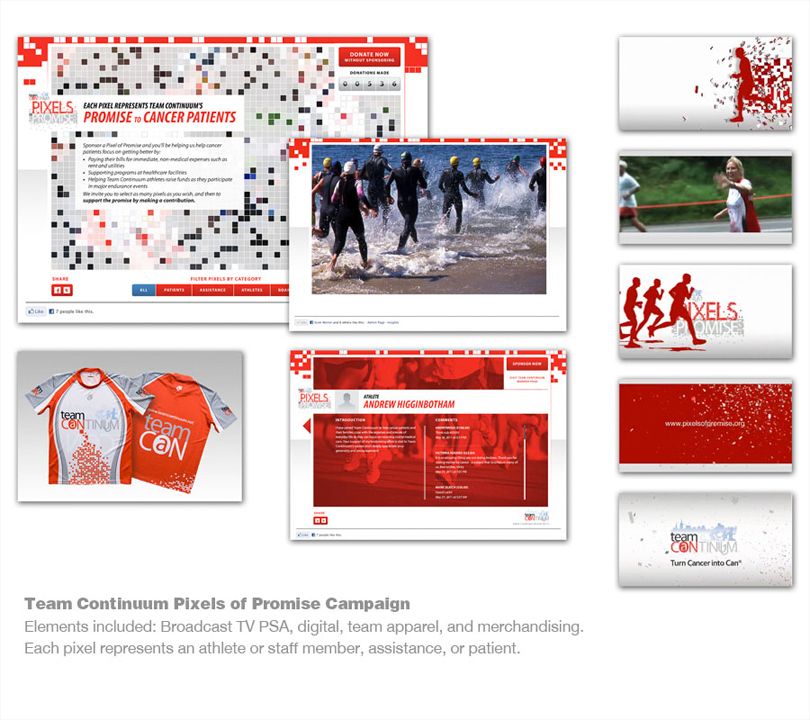 DONATE NOW
WITHOUT SPONSORING
DONATIONS MADE
0 0 5 3 6
team
CONTINUUM
PIXELS
OF
PROMISE
EACH PIXEL REPRESENTS TEAM CONTINUUM'S
PROMISE TO CANCER PATIENTS
Sponsor a Pixel of Promise and you'll be helping us help cancer
patients focus on getting better by:
• Paying their bills for immediate, non-medical expenses such as
rent and utilities
• Supporting programs at healthcare facilities
• Helping Team Continuum athletes raise funds as they participate
in major endurance events
We invite you to select as many pixels as you wish, and then to
support the promise by making a contribution.
SHARE
FILTER PIXELS BY CATEGORY
ALL
PATIENTS
ASSISTANCE
ATHLETES
Like
7 people like this.
team
CONTINUUM
team
CAN
SPONSOR NOW
PIXELS
PROMISE
ATHLETE
ANDREW HIGGINBOTHAM
INTRODUCTION
COMMENTS
SHARE
team
CONTINUUM
Like
7 people like this.
PIXELS
PROMISE
www.pixelsofpromise.org
team
CONTINUUM
Turn Cancer into Can®
Team Continuum Pixels of Promise Campaign
Elements included: Broadcast TV PSA, digital, team apparel, and merchandising.
Each pixel represents an athlete or staff member, assistance, or patient.